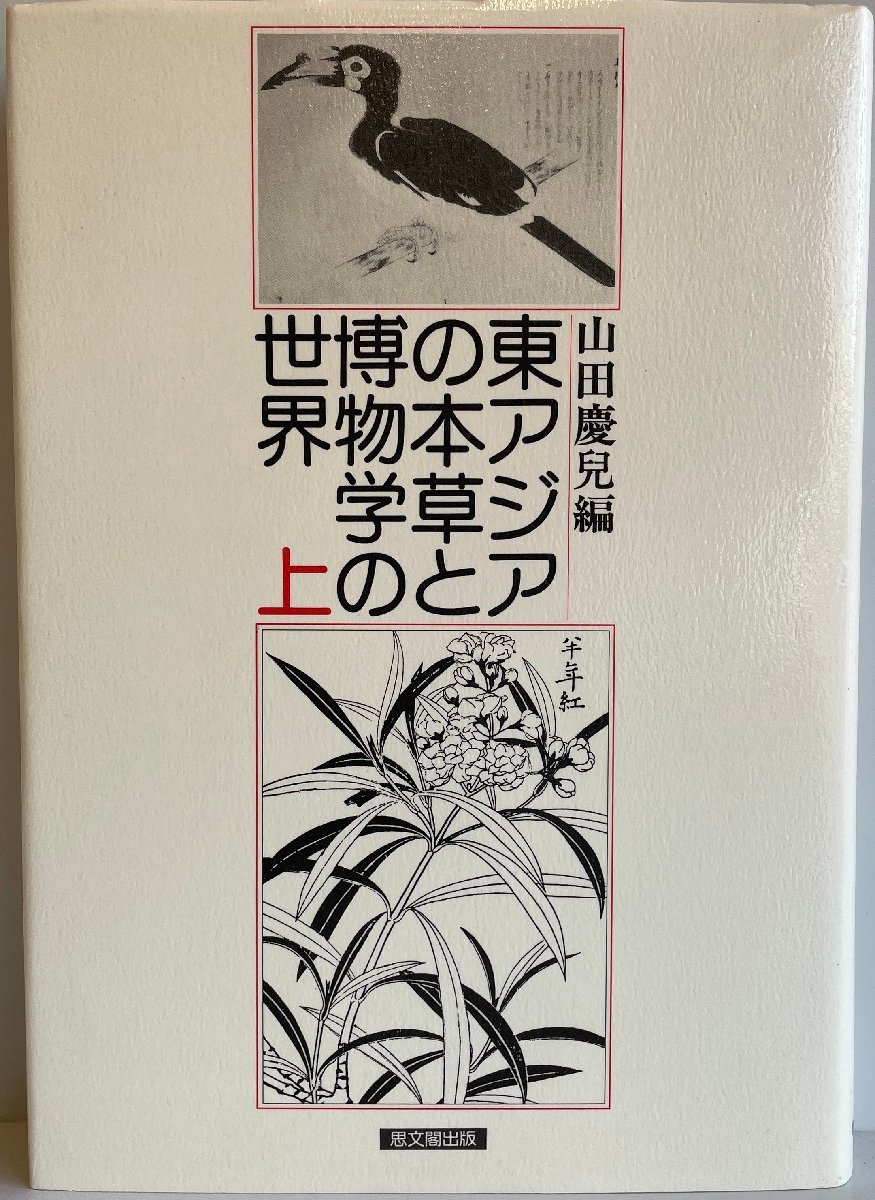 山田慶兒編
東アジア
の本草と
博物学の
世界 上
半年紅
思文閣出版